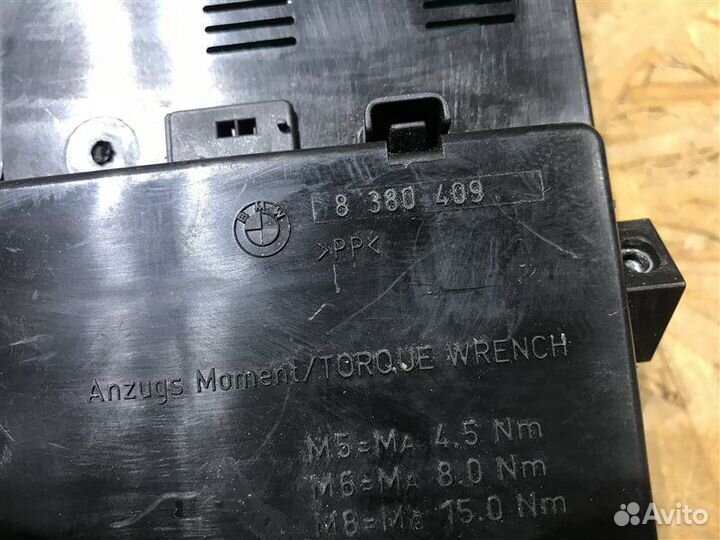 BMW
8 380 409
>PP<
Anzugs Moment/TORQUE WRENCH
M5=MA 4.5 Nm
M6=MA 8.0 Nm
M8=MA 15.0 Nm
Avito